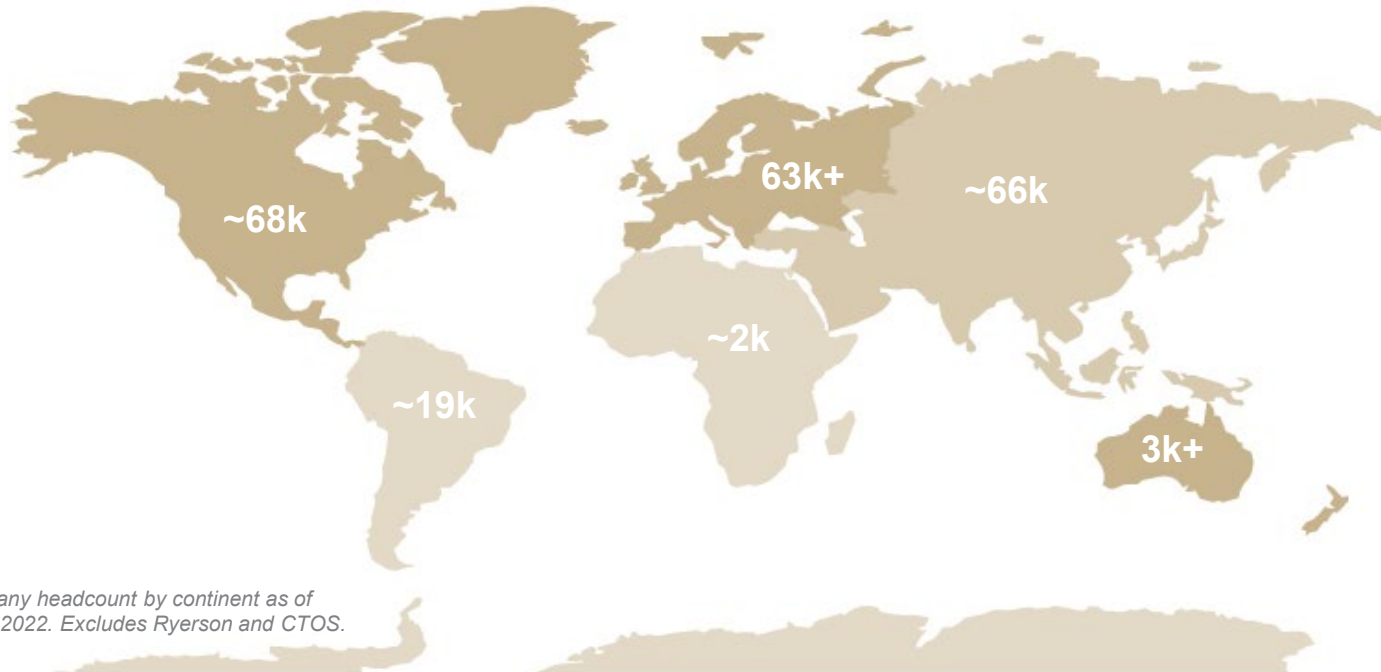 63k+
~66k
~68k
~2k
~19k
3k+
any headcount by continent as of
2022. Excludes Ryerson and CTOS.